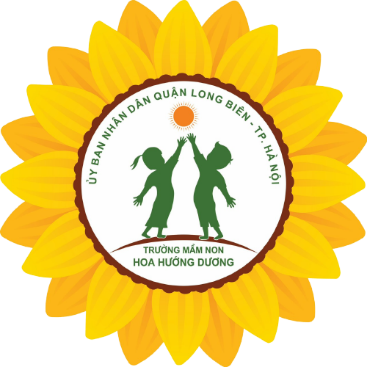 ỦY BAN NHÂN DÂN QUẬN LONG BIÊN - TP. HÀ NỘI
TRƯỜNG MẦM NON
HOA HƯỚNG DƯƠNG